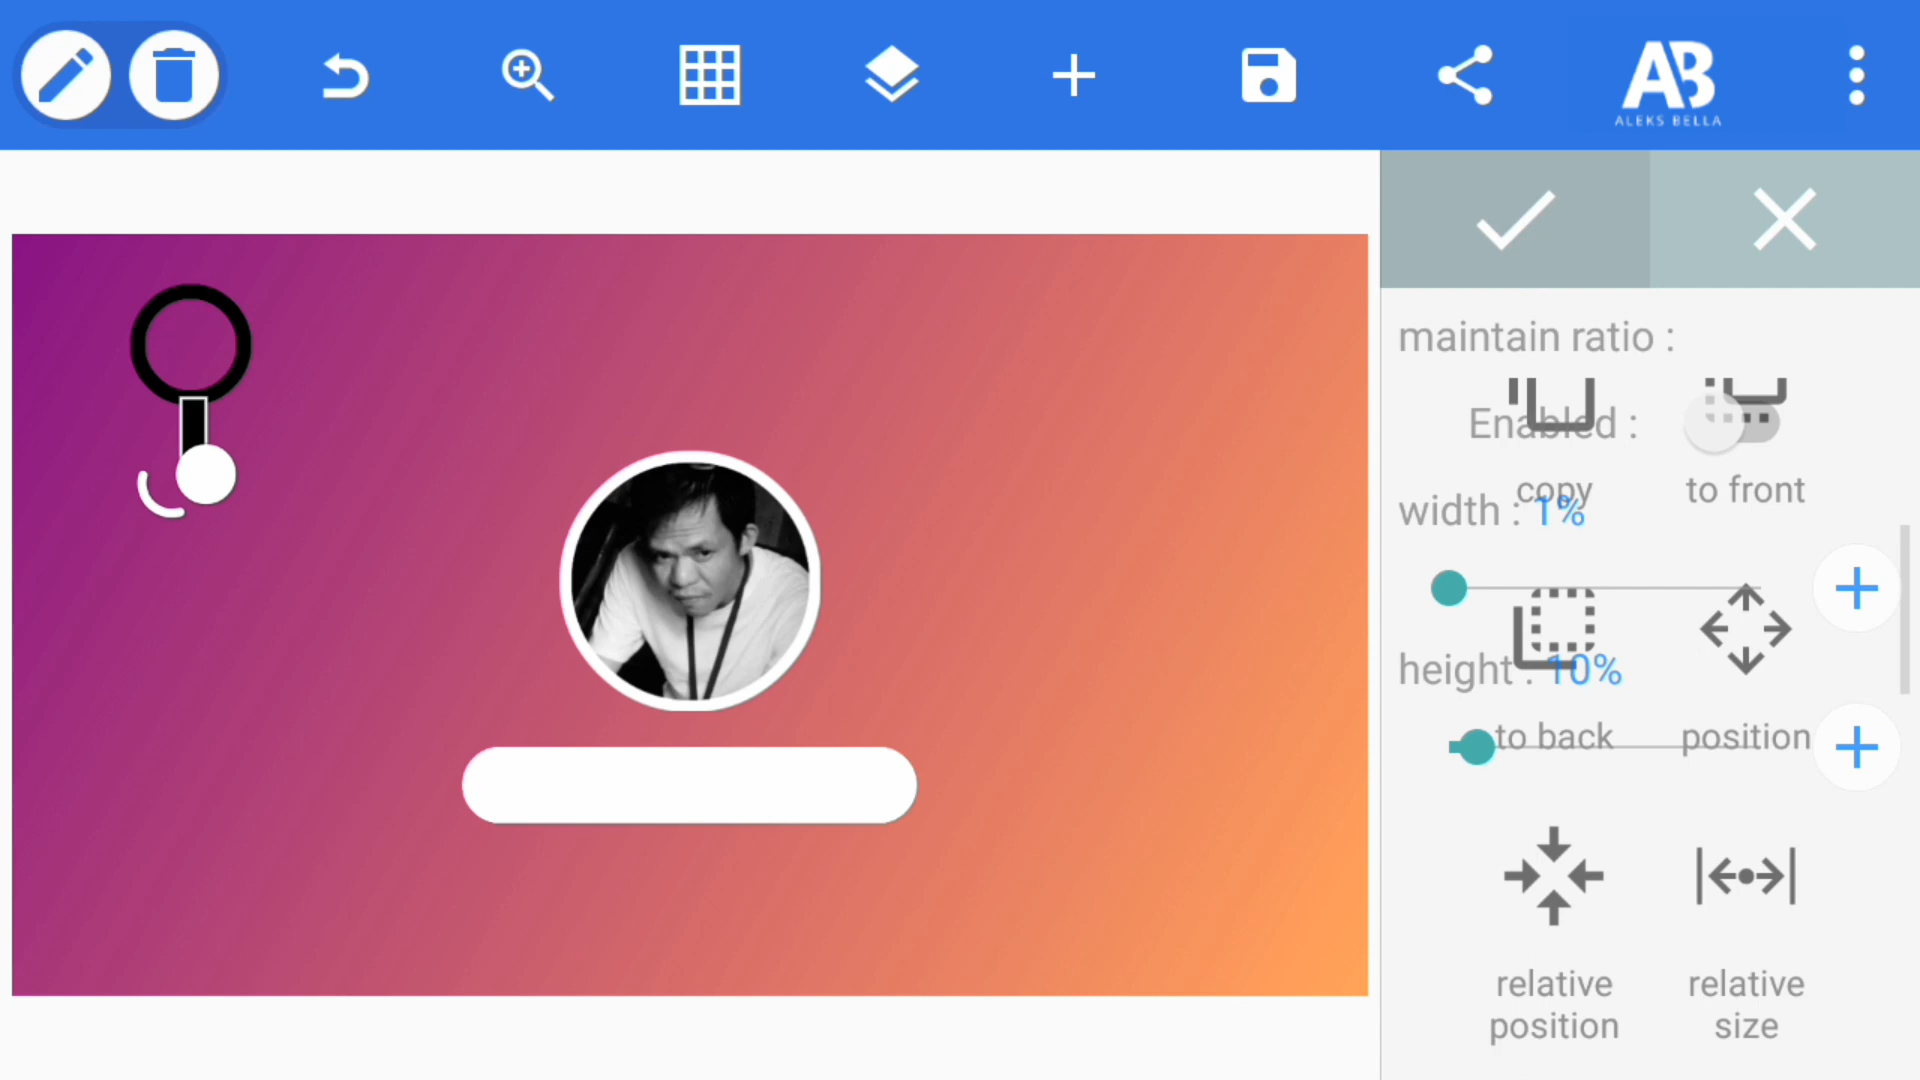 AB
ALEKS BELLA
maintain ratio :
Enabled :
copy
to front
width : 1%
height : 10%
to back
position
relative position
relative size